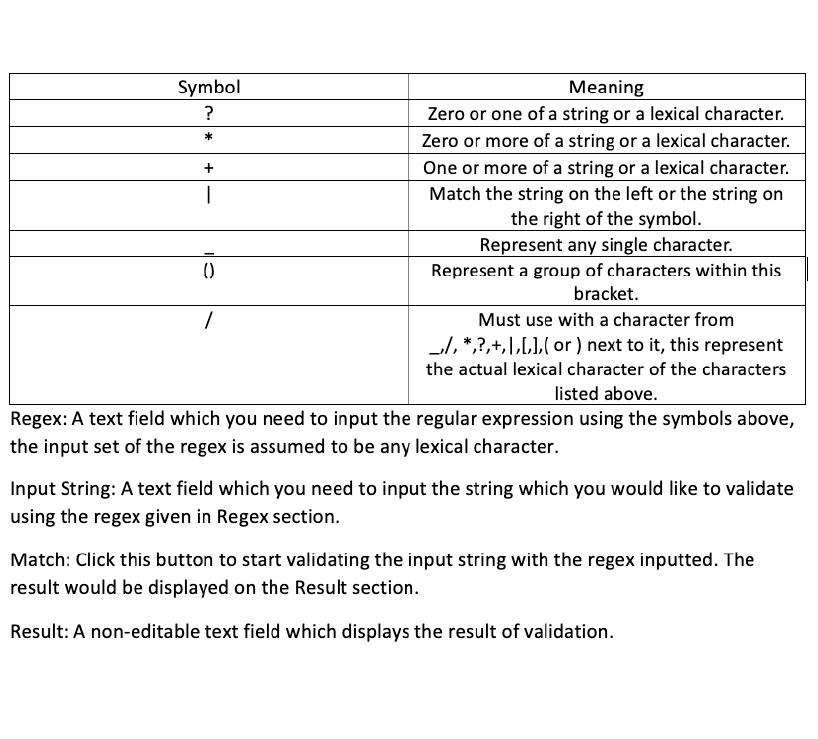 Symbol Meaning
? Zero or one of a string or a lexical character.
* Zero or more of a string or a lexical character.
+ One or more of a string or a lexical character.
| Match the string on the left or the string on
the right of the symbol.
_ Represent any single character.
() Represent a group of characters within this
bracket.
/ Must use with a character from
_,/, *,?,+,|,[,],( or ) next to it, this represent
the actual lexical character of the characters
listed above.
Regex: A text field which you need to input the regular expression using the symbols above,
the input set of the regex is assumed to be any lexical character.
Input String: A text field which you need to input the string which you would like to validate
using the regex given in Regex section.
Match: Click this button to start validating the input string with the regex inputted. The
result would be displayed on the Result section.
Result: A non-editable text field which displays the result of validation.